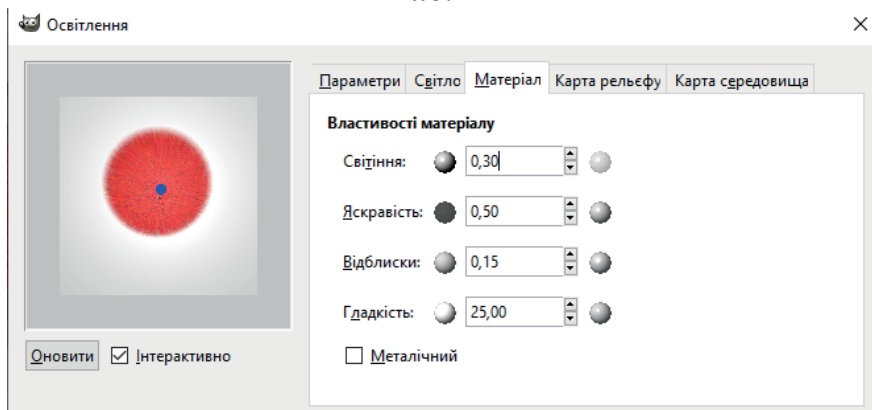 Освітлення
Параметри Світло Матеріал Карта рельєфу Карта середовища
Властивості матеріалу
Світіння: 0,30
Яскравість: 0,50
Відблиски: 0,15
Гладкість: 25,00
Металічний
Оновити Інтерактивно